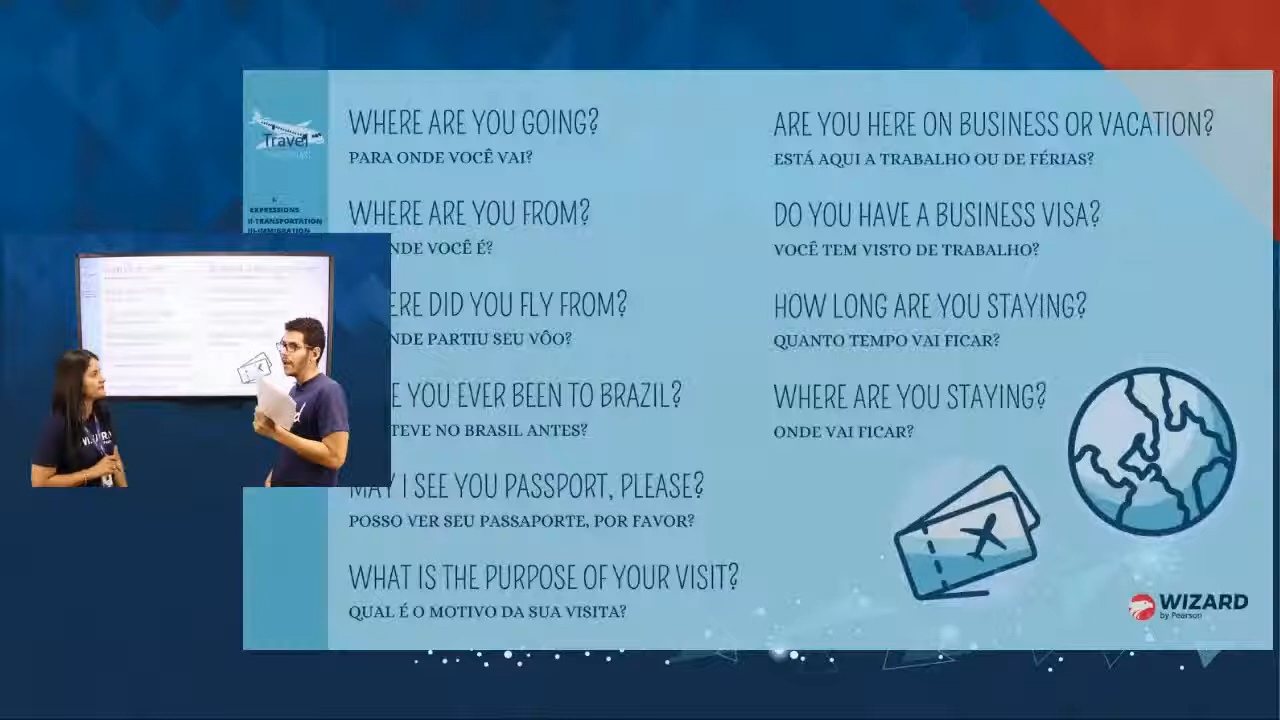 Travel
EXPRESSIONS
II-TRANSPORTATION
III-IMMIGRATION
WHERE ARE YOU GOING?
PARA ONDE VOCÊ VAI?
WHERE ARE YOU FROM?
NDE VOCÊ É?
ERE DID YOU FLY FROM?
NDE PARTIU SEU VÔO?
E YOU EVER BEEN TO BRAZIL?
TEVE NO BRASIL ANTES?
MAY I SEE YOU PASSPORT, PLEASE?
POSSO VER SEU PASSAPORTE, POR FAVOR?
WHAT IS THE PURPOSE OF YOUR VISIT?
QUAL É O MOTIVO DA SUA VISITA?
ARE YOU HERE ON BUSINESS OR VACATION?
ESTÁ AQUI A TRABALHO OU DE FÉRIAS?
DO YOU HAVE A BUSINESS VISA?
VOCÊ TEM VISTO DE TRABALHO?
HOW LONG ARE YOU STAYING?
QUANTO TEMPO VAI FICAR?
WHERE ARE YOU STAYING?
ONDE VAI FICAR?
WIZARD
by Pearson